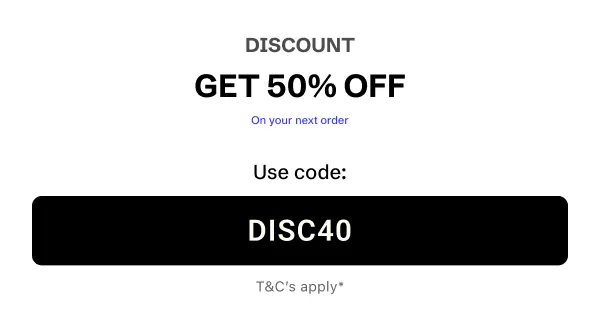 DISCOUNT
GET 50% OFF
On your next order
Use code:
DISC40
T&C's apply*